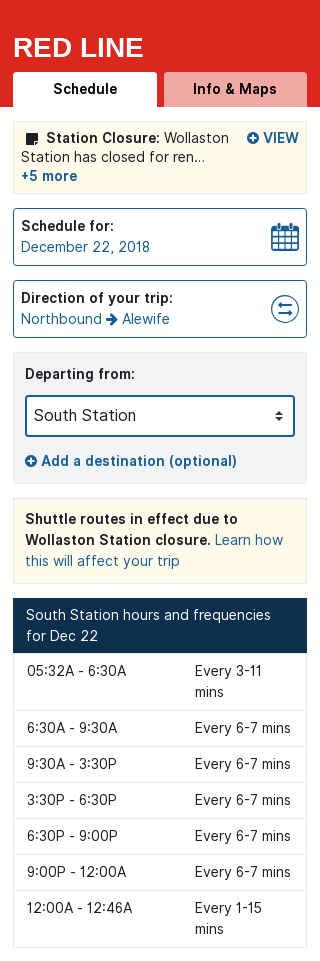 RED LINE
Schedule
Info & Maps
Station Closure: Wollaston
VIEW
Station has closed for ren...
+5 more
Schedule for:
December 22, 2018
Direction of your trip:
Northbound → Alewife
Departing from:
South Station
Add a destination (optional)
Shuttle routes in effect due to
Wollaston Station closure. Learn how
this will affect your trip
South Station hours and frequencies
for Dec 22
05:32A - 6:30A Every 3-11
mins
6:30A - 9:30A Every 6-7 mins
9:30A - 3:30P Every 6-7 mins
3:30P - 6:30P Every 6-7 mins
6:30P - 9:00P Every 6-7 mins
9:00P - 12:00A Every 6-7 mins
12:00A - 12:46A Every 1-15
mins